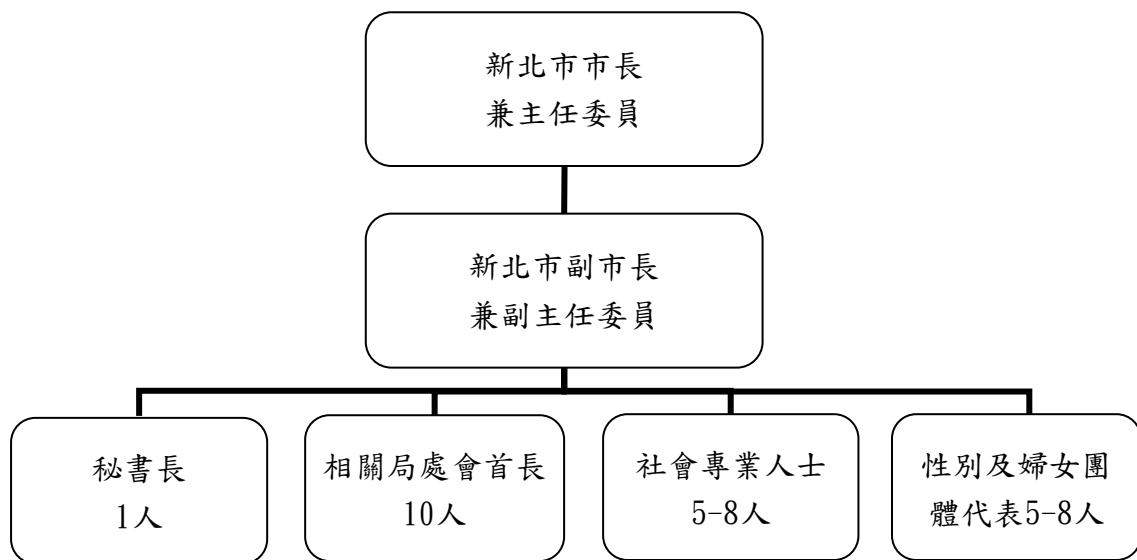 新北市市長
兼主任委員
新北市副市長
兼副主任委員
秘書長
1人
相關局處會首長
10人
社會專業人士
5-8人
性別及婦女團
體代表5-8人